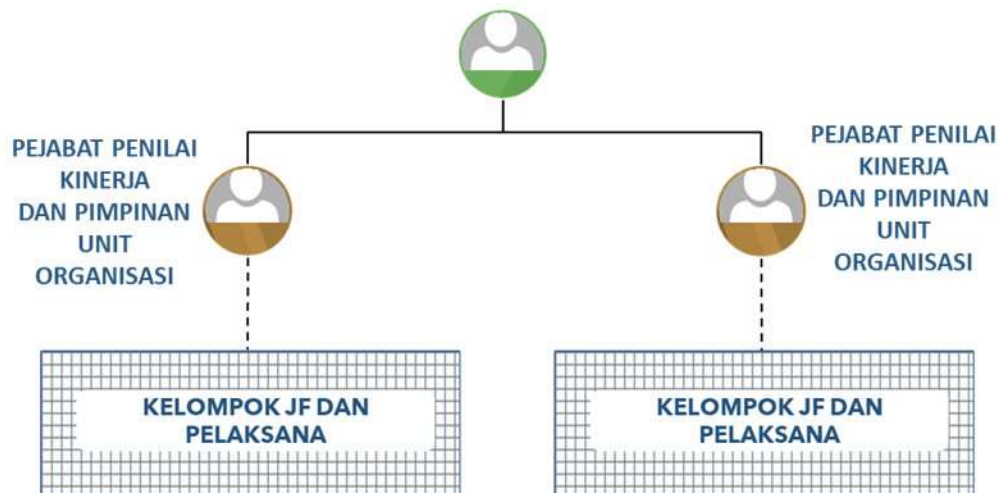 PEJABAT PENILAI
KINERJA
DAN PIMPINAN
UNIT
ORGANISASI
PEJABAT PENILAI
KINERJA
DAN PIMPINAN
UNIT
ORGANISASI
KELOMPOK JF DAN
PELAKSANA
KELOMPOK JF DAN
PELAKSANA